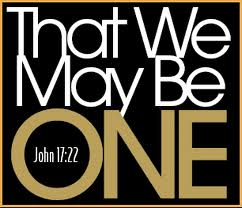 That We
May Be
ONE
John 17:22